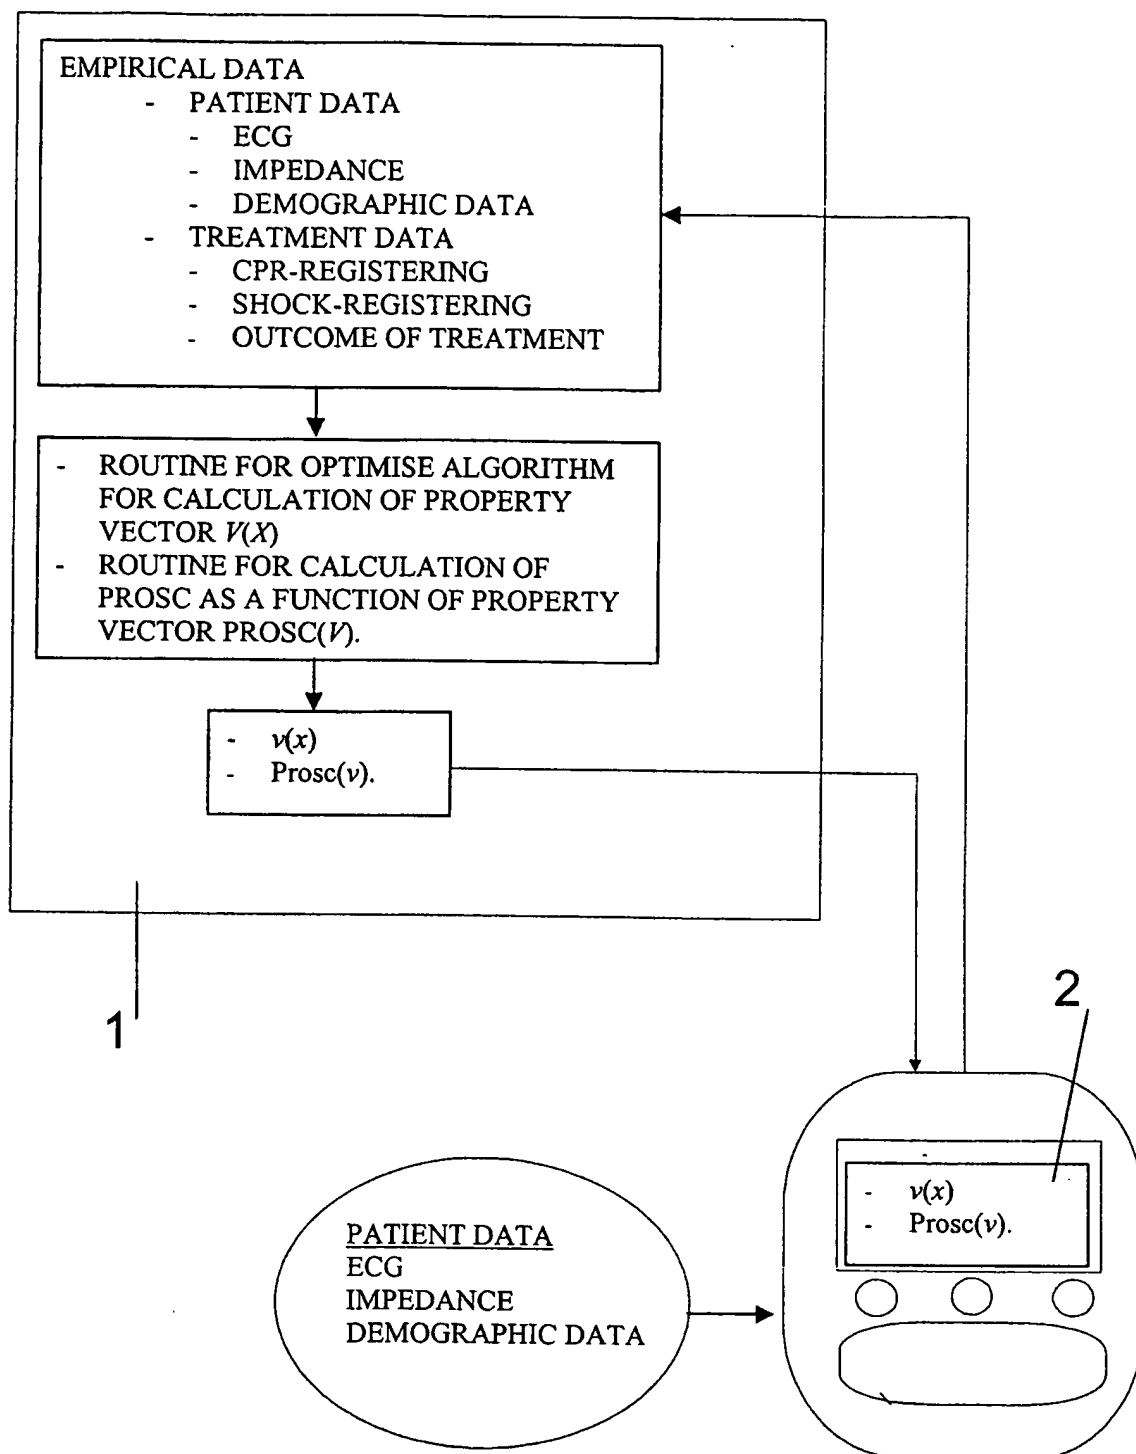 EMPIRICAL DATA
- PATIENT DATA
- ECG
- IMPEDANCE
- DEMOGRAPHIC DATA
- TREATMENT DATA
- CPR-REGISTERING
- SHOCK-REGISTERING
- OUTCOME OF TREATMENT
- ROUTINE FOR OPTIMISE ALGORITHM
FOR CALCULATION OF PROPERTY
VECTOR V(X)
- ROUTINE FOR CALCULATION OF
PROSC AS A FUNCTION OF PROPERTY
VECTOR PROSC(V).
- v(x)
- Prosc(v).
1
2
- v(x)
- Prosc(v).
PATIENT DATA
ECG
IMPEDANCE
DEMOGRAPHIC DATA